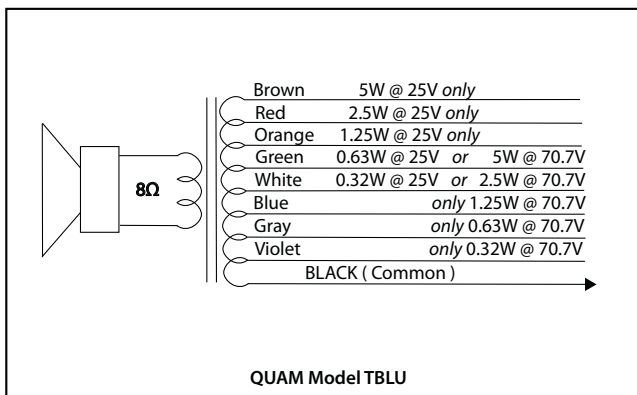 Brown 5W @ 25V only
Red 2.5W @ 25V only
Orange 1.25W @ 25V only
Green 0.63W @ 25V or 5W @ 70.7V
White 0.32W @ 25V or 2.5W @ 70.7V
Blue only 1.25W @ 70.7V
Gray only 0.63W @ 70.7V
Violet only 0.32W @ 70.7V
BLACK ( Common )
8Ω
QUAM Model TBLU